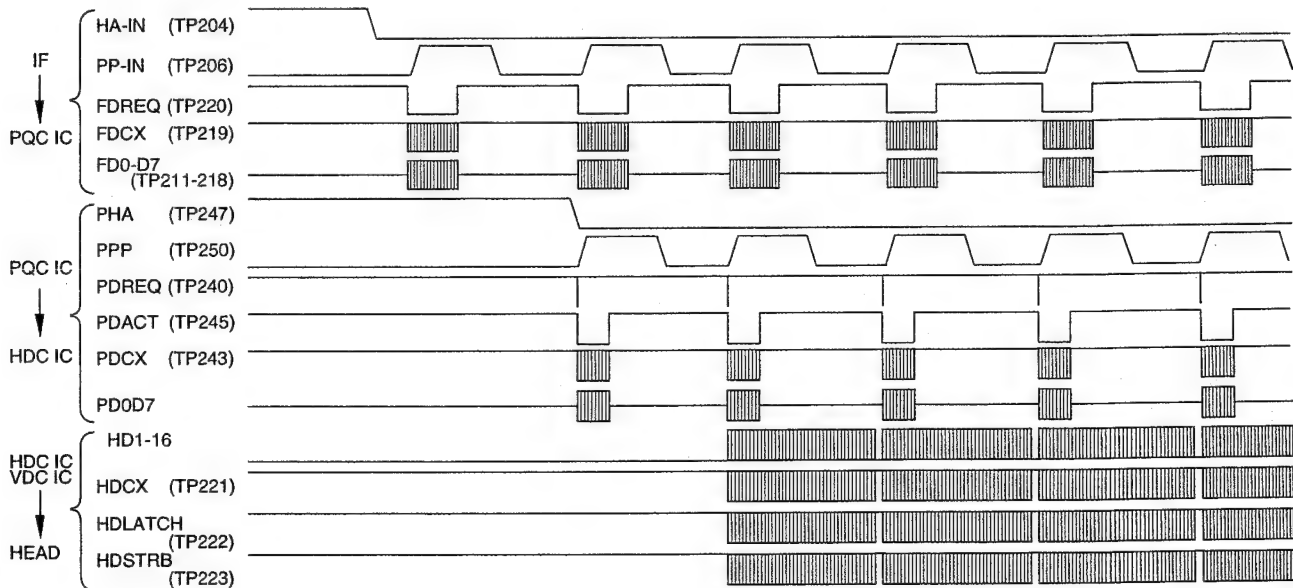 IF
PQC IC
HA-IN (TP204)
PP-IN (TP206)
FDREQ (TP220)
FDCX (TP219)
FD0-D7
(TP211-218)
PQC IC
HDC IC
PHA (TP247)
PPP (TP250)
PDREQ (TP240)
PDACT (TP245)
PDCX (TP243)
PD0D7
HDC IC
VDC IC
HEAD
HD1-16
HDCX (TP221)
HDLATCH
(TP222)
HDSTRB
(TP223)